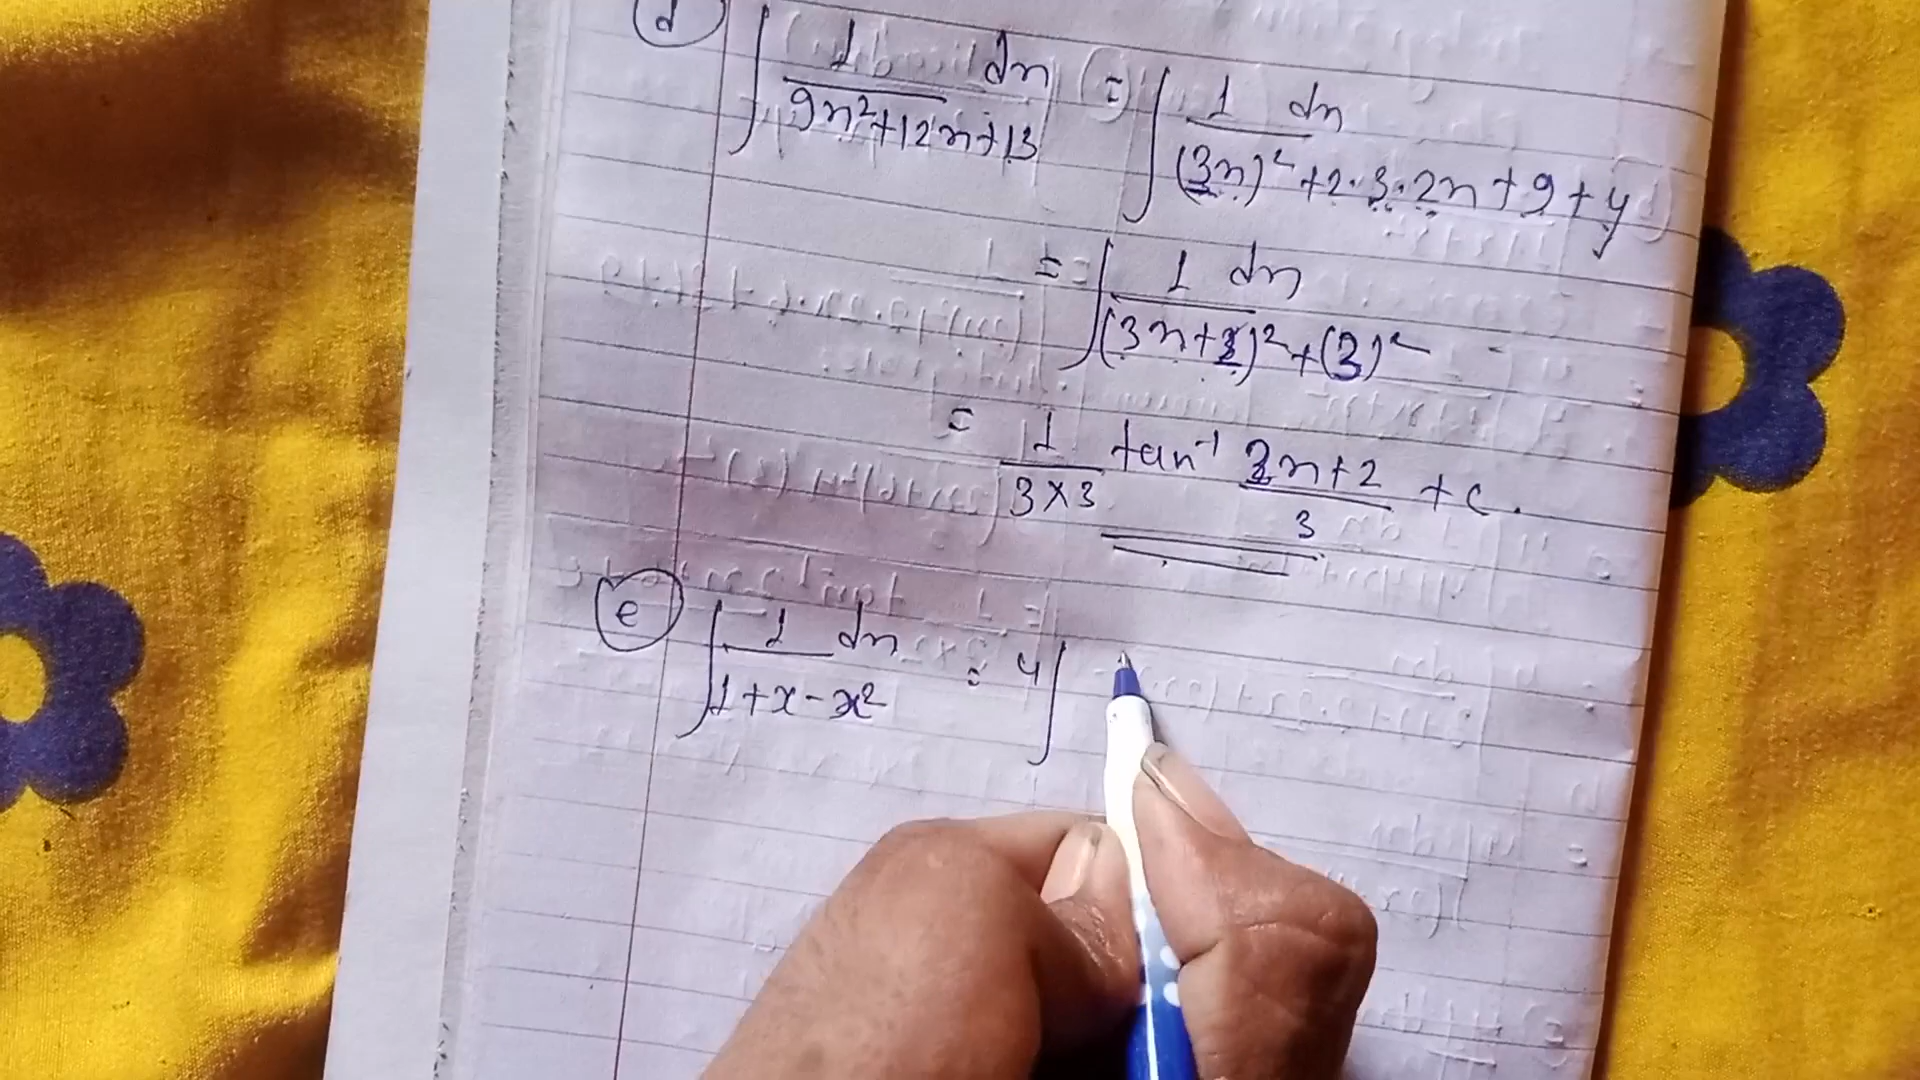 d ∫ 1/(9x²+12x+13) dx = ∫ 1/((3x)²+2·3·2x+9+4) dx
= ∫ 1/((3x+2)²+(3)²) dx
= 1/(3×3) tan⁻¹ (3x+2)/3 + c.
e ∫ 1/(1+x-x²) dx = 4∫